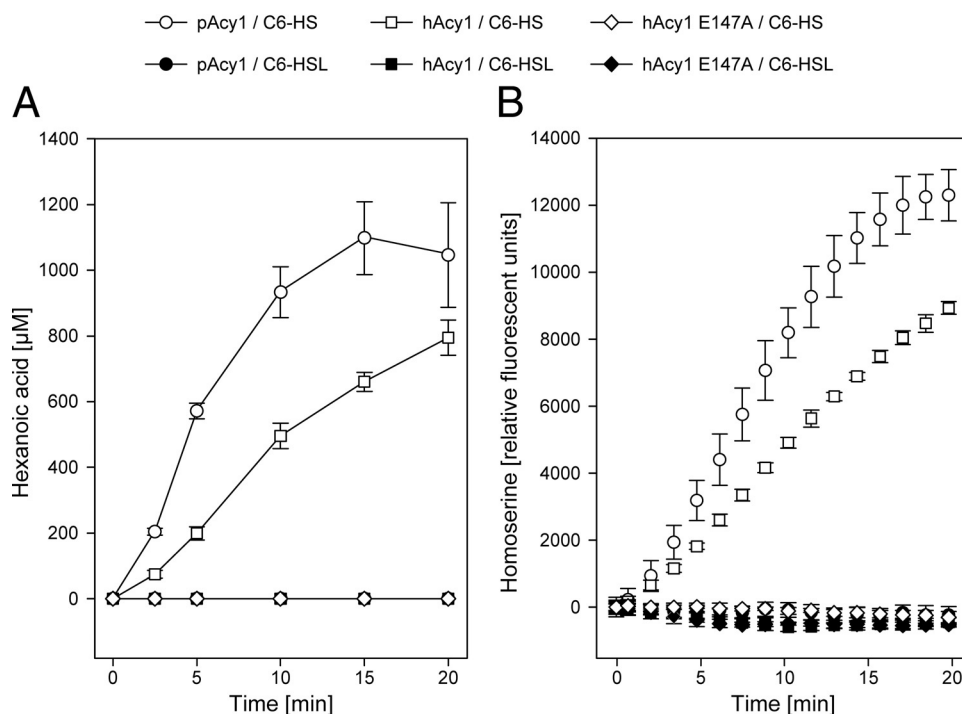 pAcy1 / C6-HS hAcy1 / C6-HS hAcy1 E147A / C6-HS
pAcy1 / C6-HSL hAcy1 / C6-HSL hAcy1 E147A / C6-HSL
A
1400
1200
1000
800
600
400
200
0
Hexanoic acid [µM]
0 5 10 15 20
Time [min]
B
14000
12000
10000
8000
6000
4000
2000
0
Homoserine [relative fluorescent units]
0 5 10 15 20
Time [min]